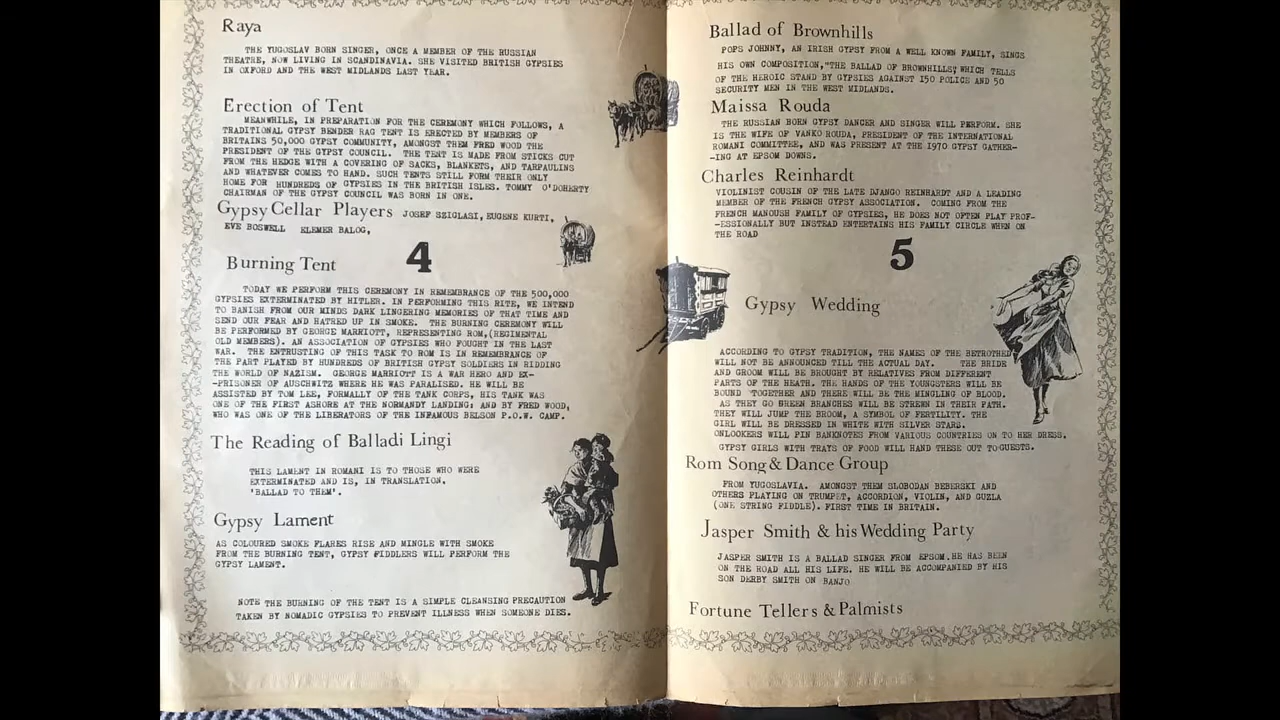 Raya
THE YUGOSLAV BORN SINGER, ONCE A MEMBER OF THE RUSSIAN
THEATRE, NOW LIVING IN SCANDINAVIA. SHE VISITED BRITISH GYPSIES
IN OXFORD AND THE WEST MIDLANDS LAST YEAR.
Erection of Tent
MEANWHILE, IN PREPARATION FOR THE CEREMONY WHICH FOLLOWS, A
TRADITIONAL GYPSY BENDER RAG TENT IS ERECTED BY MEMBERS OF
BRITAINS 50,000 GYPSY COMMUNITY, AMONGST THEM FRED WOOD THE
PRESIDENT OF THE GYPSY COUNCIL. THE TENT IS MADE FROM STICKS CUT
FROM THE HEDGE WITH A COVERING OF SACKS, BLANKETS, AND TARPAULINS
AND WHATEVER COMES TO HAND. SUCH TENTS STILL FORM THEIR ONLY
HOME FOR HUNDREDS OF GYPSIES IN THE BRITISH ISLES. TOMMY O'DOHERTY
CHAIRMAN OF THE GYPSY COUNCIL WAS BORN IN ONE.
Gypsy Cellar Players JOSEF SZIGLASI, EUGENE KURTI,
EVE BOSWELL ELEMER BALOG,
4
Burning Tent
TODAY WE PERFORM THIS CEREMONY IN REMEMBRANCE OF THE 500,000
GYPSIES EXTERMINATED BY HITLER. IN PERFORMING THIS RITE, WE INTEND
TO BANISH FROM OUR MINDS DARK LINGERING MEMORIES OF THAT TIME AND
SEND OUR FEAR AND HATRED UP IN SMOKE. THE BURNING CEREMONY WILL
BE PERFORMED BY GEORGE MARRIOTT, REPRESENTING ROM, (REGIMENTAL
OLD MEMBERS). AN ASSOCIATION OF GYPSIES WHO FOUGHT IN THE LAST
WAR. THE ENTRUSTING OF THIS TASK TO ROM IS IN REMEMBRANCE OF
THE PART PLAYED BY HUNDREDS OF BRITISH GYPSY SOLDIERS IN RIDDING
THE WORLD OF NAZISM. GEORGE MARRIOTT IS A WAR HERO AND EX-
-PRISONER OF AUSCHWITZ WHERE HE WAS PARALISED. HE WILL BE
ASSISTED BY TOM LEE, FORMALLY OF THE TANK CORPS, HIS TANK WAS
ONE OF THE FIRST ASHORE AT THE NORMANDY LANDING; AND BY FRED WOOD,
WHO WAS ONE OF THE LIBERATORS OF THE INFAMOUS BELSON P.O.W. CAMP.
The Reading of Balladi Lingi
THIS LAMENT IN ROMANI IS TO THOSE WHO WERE
EXTERMINATED AND IS, IN TRANSLATION,
'BALLAD TO THEM'.
Gypsy Lament
AS COLOURED SMOKE FLARES RISE AND MINGLE WITH SMOKE
FROM THE BURNING TENT, GYPSY FIDDLERS WILL PERFORM THE
GYPSY LAMENT.
NOTE THE BURNING OF THE TENT IS A SIMPLE CLEANSING PRECAUTION
TAKEN BY NOMADIC GYPSIES TO PREVENT ILLNESS WHEN SOMEONE DIES.
Ballad of Brownhills
POPS JOHNNY, AN IRISH GYPSY FROM A WELL KNOWN FAMILY, SINGS
HIS OWN COMPOSITION, "THE BALLAD OF BROWNHILLS", WHICH TELLS
OF THE HEROIC STAND BY GYPSIES AGAINST 150 POLICE AND 50
SECURITY MEN IN THE WEST MIDLANDS.
Maissa Rouda
THE RUSSIAN BORN GYPSY DANCER AND SINGER WILL PERFORM. SHE
IS THE WIFE OF VANKO ROUDA, PRESIDENT OF THE INTERNATIONAL
ROMANI COMMITTEE, AND WAS PRESENT AT THE 1970 GYPSY GATHER-
-ING AT EPSOM DOWNS.
Charles Reinhardt
VIOLINIST COUSIN OF THE LATE DJANGO REINHARDT AND A LEADING
MEMBER OF THE FRENCH GYPSY ASSOCIATION. COMING FROM THE
FRENCH MANOUSH FAMILY OF GYPSIES, HE DOES NOT OFTEN PLAY PROF-
-ESSIONALLY BUT INSTEAD ENTERTAINS HIS FAMILY CIRCLE WHEN ON
THE ROAD
5
Gypsy Wedding
ACCORDING TO GYPSY TRADITION, THE NAMES OF THE BETROTHED
WILL NOT BE ANNOUNCED TILL THE ACTUAL DAY. THE BRIDE
AND GROOM WILL BE BROUGHT BY RELATIVES FROM DIFFERENT
PARTS OF THE HEATH. THE HANDS OF THE YOUNGSTERS WILL BE
BOUND TOGETHER AND THERE WILL BE THE MINGLING OF BLOOD.
AS THEY GO GREEN BRANCHES WILL BE STREWN IN THEIR PATH.
THEY WILL JUMP THE BROOM, A SYMBOL OF FERTILITY. THE
GIRL WILL BE DRESSED IN WHITE WITH SILVER STARS.
ONLOOKERS WILL PIN BANKNOTES FROM VARIOUS COUNTRIES ON TO HER DRESS.
GYPSY GIRLS WITH TRAYS OF FOOD WILL HAND THESE OUT TO GUESTS.
Rom Song & Dance Group
FROM YUGOSLAVIA. AMONGST THEM SLOBODAN BEBERSKI AND
OTHERS PLAYING ON TRUMPET, ACCORDION, VIOLIN, AND GUZLA
(ONE STRING FIDDLE). FIRST TIME IN BRITAIN.
Jasper Smith & his Wedding Party
JASPER SMITH IS A BALLAD SINGER FROM EPSOM. HE HAS BEEN
ON THE ROAD ALL HIS LIFE. HE WILL BE ACCOMPANIED BY HIS
SON DERBY SMITH ON BANJO
Fortune Tellers & Palmists